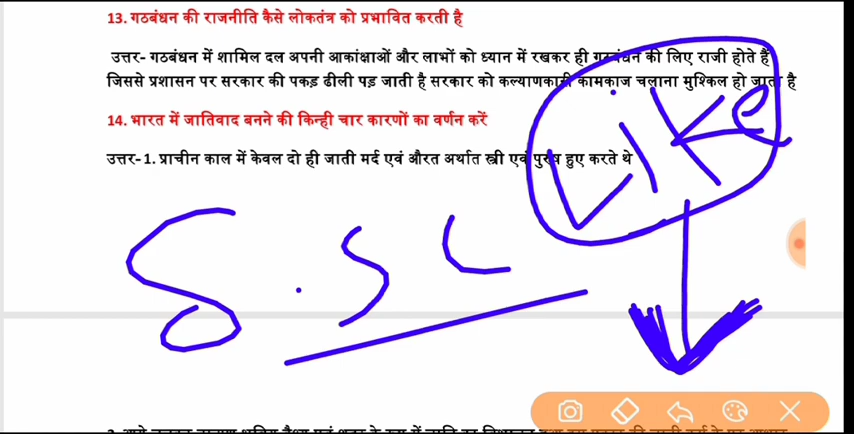 13. गठबंधन की राजनीति कैसे लोकतंत्र को प्रभावित करती है
उत्तर- गठबंधन में शामिल दल अपनी आकांक्षाओं और लाभों को ध्यान में रखकर ही गठबंधन की लिए राजी होते हैं
जिससे प्रशासन पर सरकार की पकड़ ढीली पड़ जाती है सरकार को कल्याणकारी कामकाज चलाना मुश्किल हो जाता है
14. भारत में जातिवाद बनने की किन्ही चार कारणों का वर्णन करें
उत्तर-1. प्राचीन काल में केवल दो ही जाती मर्द एवं औरत अर्थात स्त्री एवं पुरुष हुए करते थे
Like
S.SC